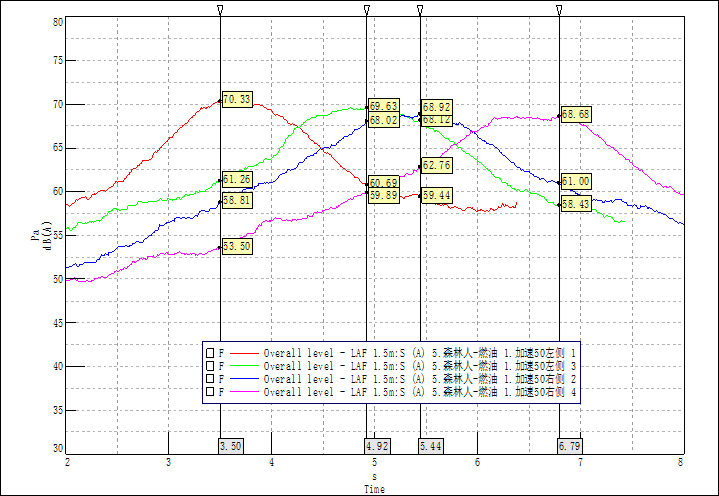 80
75
70
65
60
55
50
45
40
35
30
Pa
dB(A)
70.33
61.26
58.81
53.50
69.63
68.02
60.69
59.89
68.92
68.12
62.76
59.44
68.68
61.00
58.43
F Overall level - LAF 1.5m:S (A) 5.森林人-燃油 1.加速50左侧 1
F Overall level - LAF 1.5m:S (A) 5.森林人-燃油 1.加速50左侧 3
F Overall level - LAF 1.5m:S (A) 5.森林人-燃油 1.加速50右侧 2
F Overall level - LAF 1.5m:S (A) 5.森林人-燃油 1.加速50右侧 4
3.50 4.92 5.44 6.79
2 3 4 5 6 7 8
s
Time